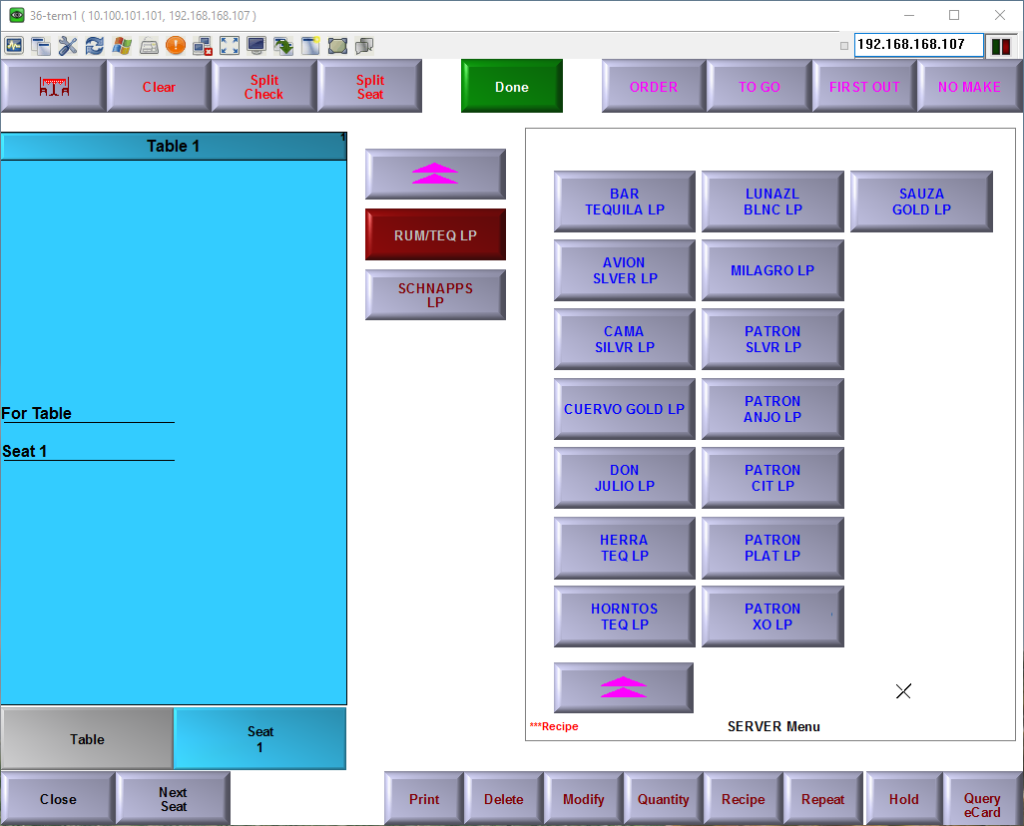 36-term1 ( 10.100.101.101, 192.168.168.107 )
192.168.168.107
Clear
Split
Check
Split
Seat
Done
ORDER
TO GO
FIRST OUT
NO MAKE
Table 1
1
For Table
Seat 1
RUM/TEQ LP
SCHNAPPS
LP
BAR
TEQUILA LP
LUNAZL
BLNC LP
SAUZA
GOLD LP
AVION
SLVER LP
MILAGRO LP
CAMA
SILVR LP
PATRON
SLVR LP
CUERVO GOLD LP
PATRON
ANJO LP
DON
JULIO LP
PATRON
CIT LP
HERRA
TEQ LP
PATRON
PLAT LP
HORNTOS
TEQ LP
PATRON
XO LP
***Recipe
SERVER Menu
Table
Seat
1
Close
Next
Seat
Print
Delete
Modify
Quantity
Recipe
Repeat
Hold
Query
eCard